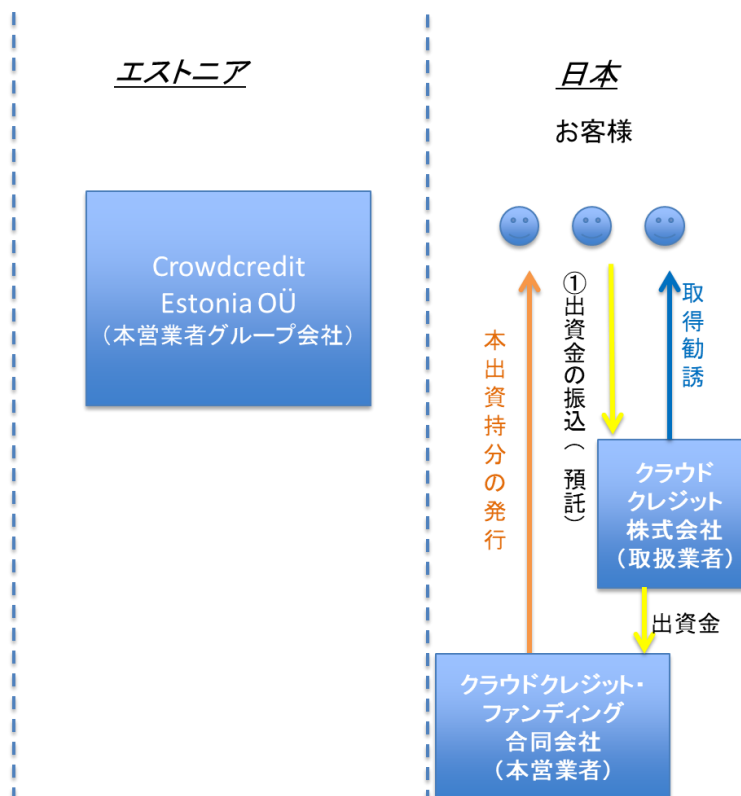 エストニア
日本
お客様
Crowdcredit
Estonia OÜ
（本営業者グループ会社）
本出資持分の発行
①出資金の振込（預託）
取得勧誘
クラウド
クレジット
株式会社
（取扱業者）
出資金
クラウドクレジット・
ファンディング
合同会社
（本営業者）